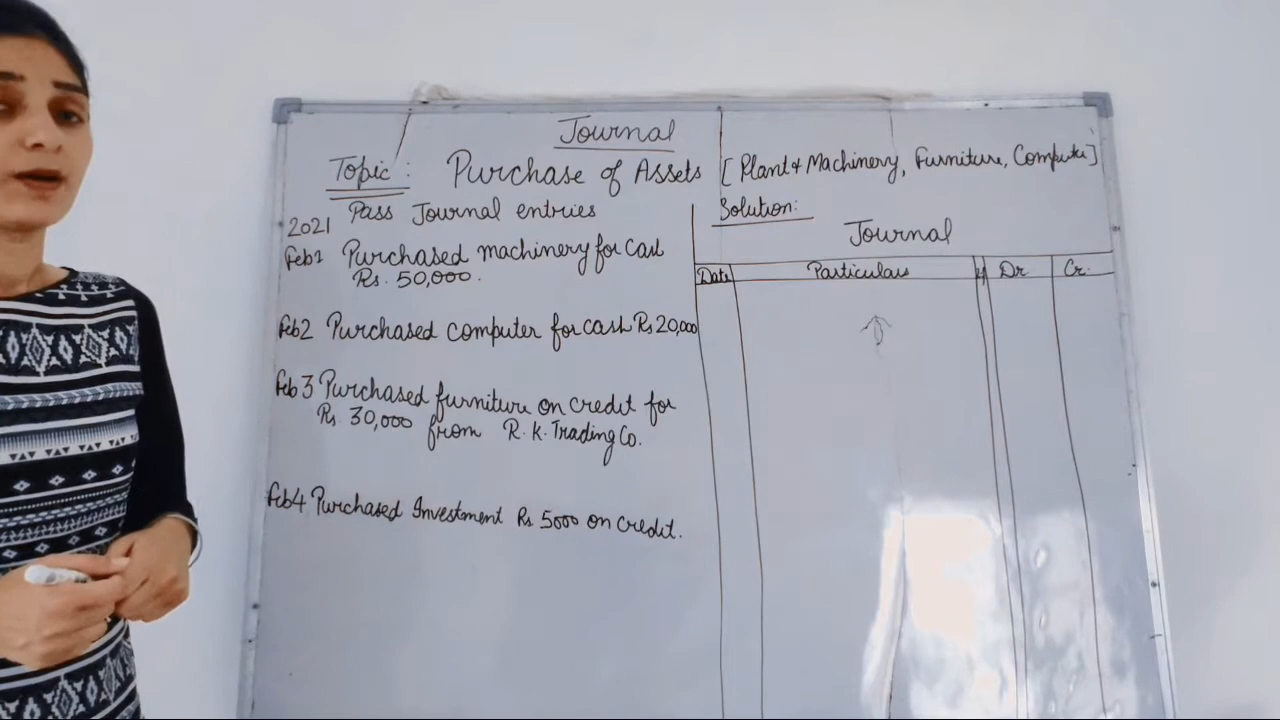 Journal
Topic: Purchase of Assets [Plant & Machinery, Furniture, Computer]
2021 Pass Journal entries
Feb1 Purchased machinery for Cash
Rs. 50,000.
Feb2 Purchased computer for cash Rs 20,000
Feb 3 Purchased furniture on credit for
Rs. 30,000 from R.K. Trading Co.
Feb4 Purchased Investment Rs 5000 on credit.
Solution:
Journal
Date Particulars Dr Cr.